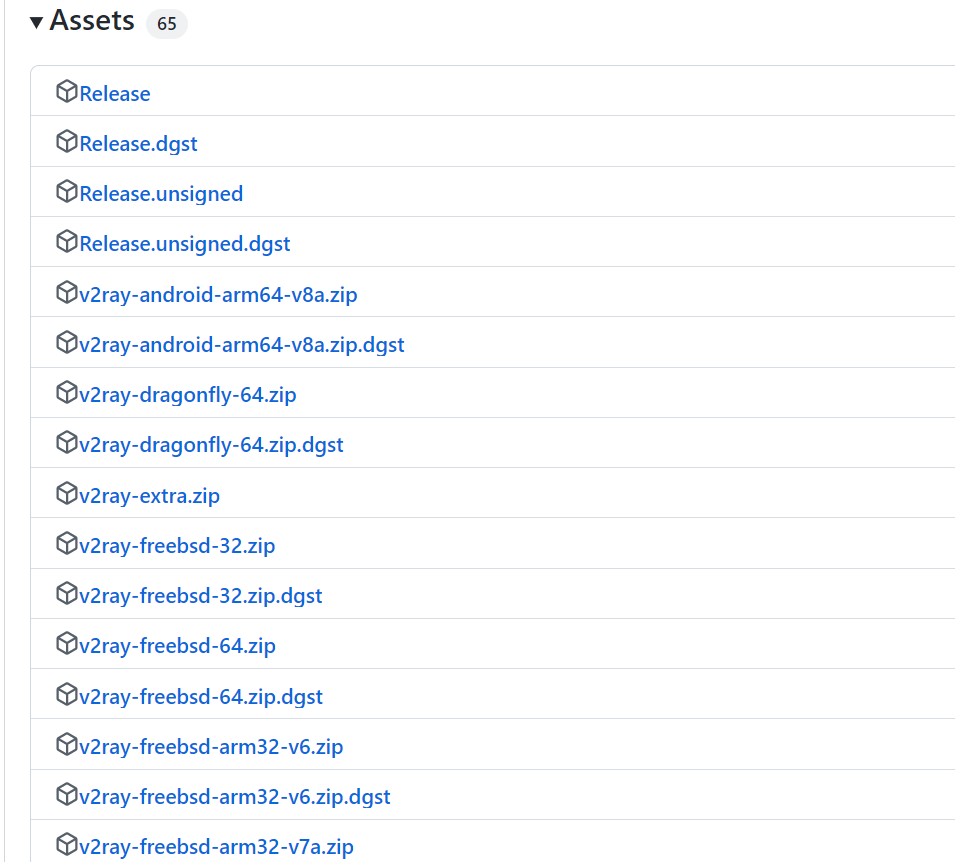 Assets 65
Release
Release.dgst
Release.unsigned
Release.unsigned.dgst
v2ray-android-arm64-v8a.zip
v2ray-android-arm64-v8a.zip.dgst
v2ray-dragonfly-64.zip
v2ray-dragonfly-64.zip.dgst
v2ray-extra.zip
v2ray-freebsd-32.zip
v2ray-freebsd-32.zip.dgst
v2ray-freebsd-64.zip
v2ray-freebsd-64.zip.dgst
v2ray-freebsd-arm32-v6.zip
v2ray-freebsd-arm32-v6.zip.dgst
v2ray-freebsd-arm32-v7a.zip